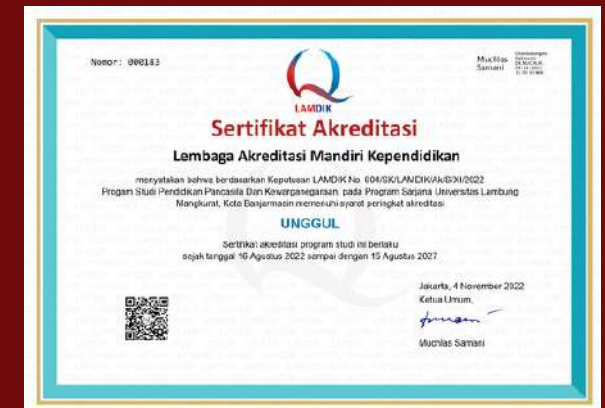 Nomor: 000183
Muchlas
Samani
LAMDIK
Sertifikat Akreditasi
Lembaga Akreditasi Mandiri Kependidikan
menyatakan bahwa berdasarkan Keputusan LAMDIK No. 604/SK/LAMDIK/Ak/S/XI/2022
Progam Studi Pendidikan Pancasila Dan Kewarganegaraan, pada Program Sarjana Universitas Lambung
Mangkurat, Kota Banjarmasin memenuhi syarat peringkat akreditasi
UNGGUL
Sertifikat akreditasi program studi ini berlaku
sejak tanggal 16 Agustus 2022 sampai dengan 15 Agustus 2027
Jakarta, 4 November 2022
Ketua Umum,
Muchlas Samani